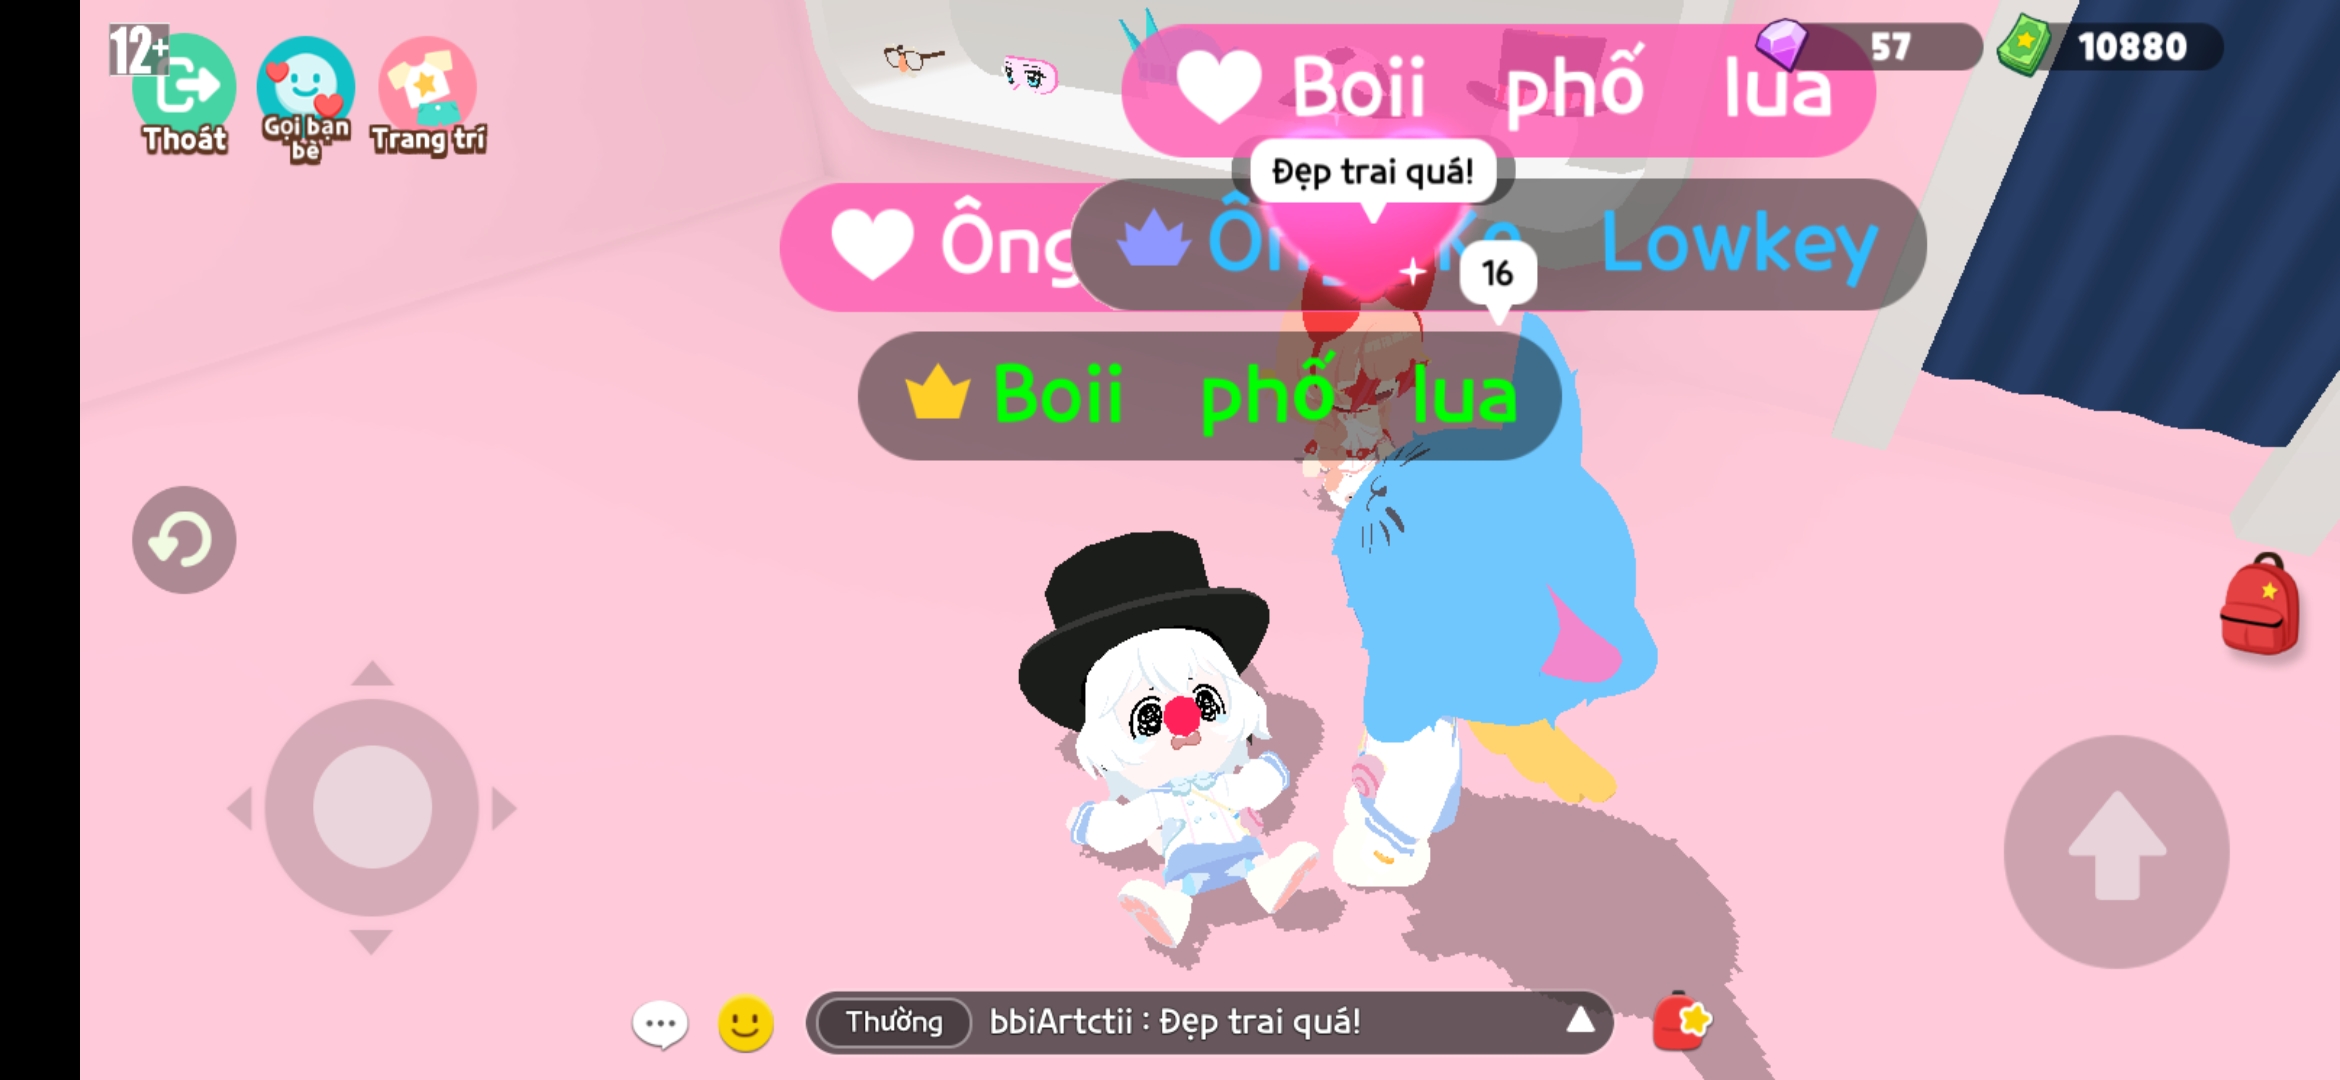 12+
Thoát
Gọi bạn bè
Trang trí
57
10880
Boii phố lua
Đẹp trai quá!
Ông
Lowkey
16
Boii phố lua
Thường
bbiArtctii : Đẹp trai quá!